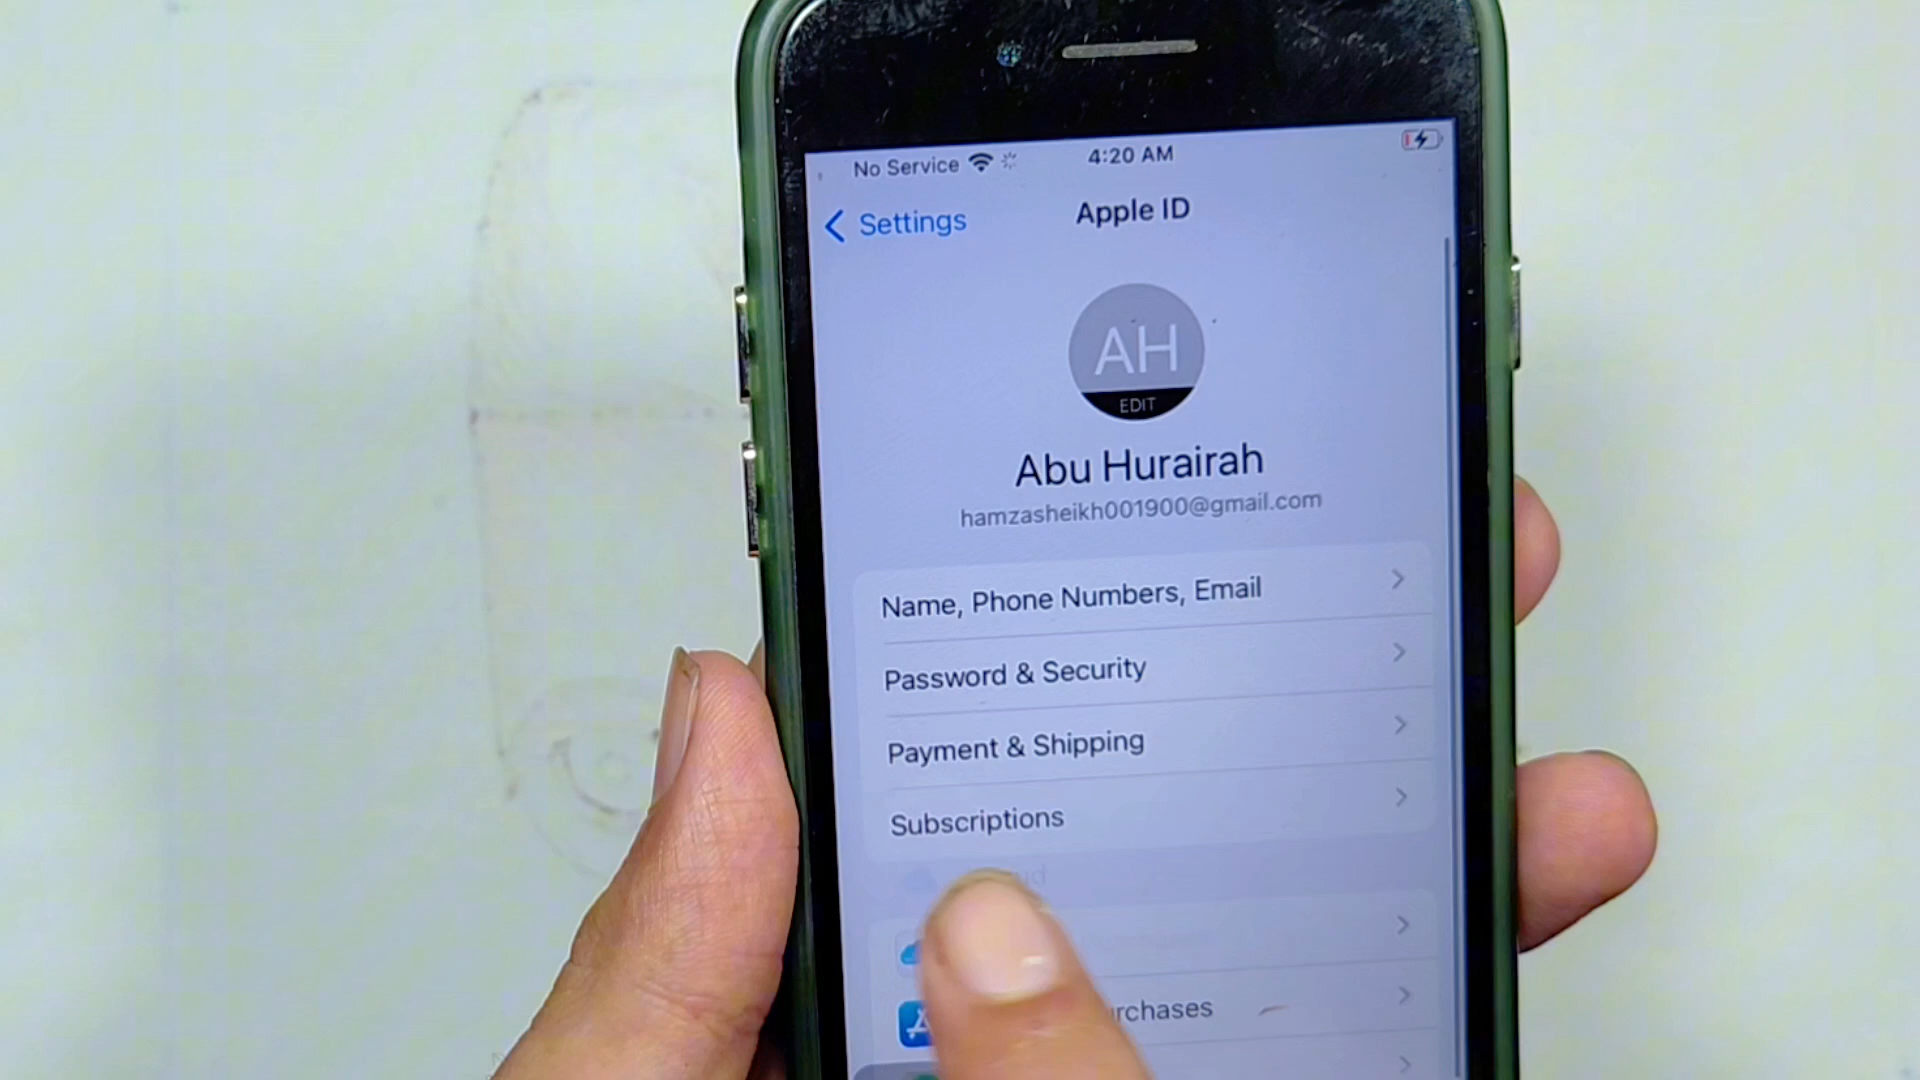 No Service 4:20 AM
Settings
Apple ID
AH
EDIT
Abu Hurairah
hamzasheikh001900@gmail.com
Name, Phone Numbers, Email
Password & Security
Payment & Shipping
Subscriptions